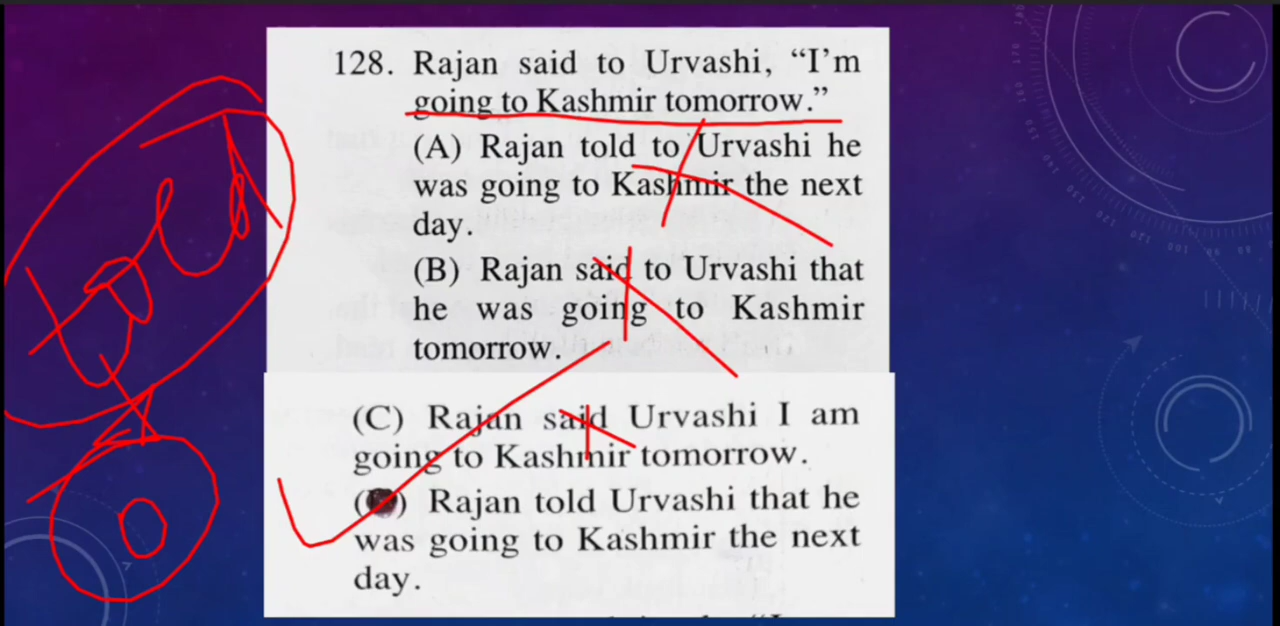 128. Rajan said to Urvashi, “I’m
going to Kashmir tomorrow.”
(A) Rajan told to Urvashi he
was going to Kashmir the next
day.
(B) Rajan said to Urvashi that
he was going to Kashmir
tomorrow.
(C) Rajan said Urvashi I am
going to Kashmir tomorrow.
( ) Rajan told Urvashi that he
was going to Kashmir the next
day.